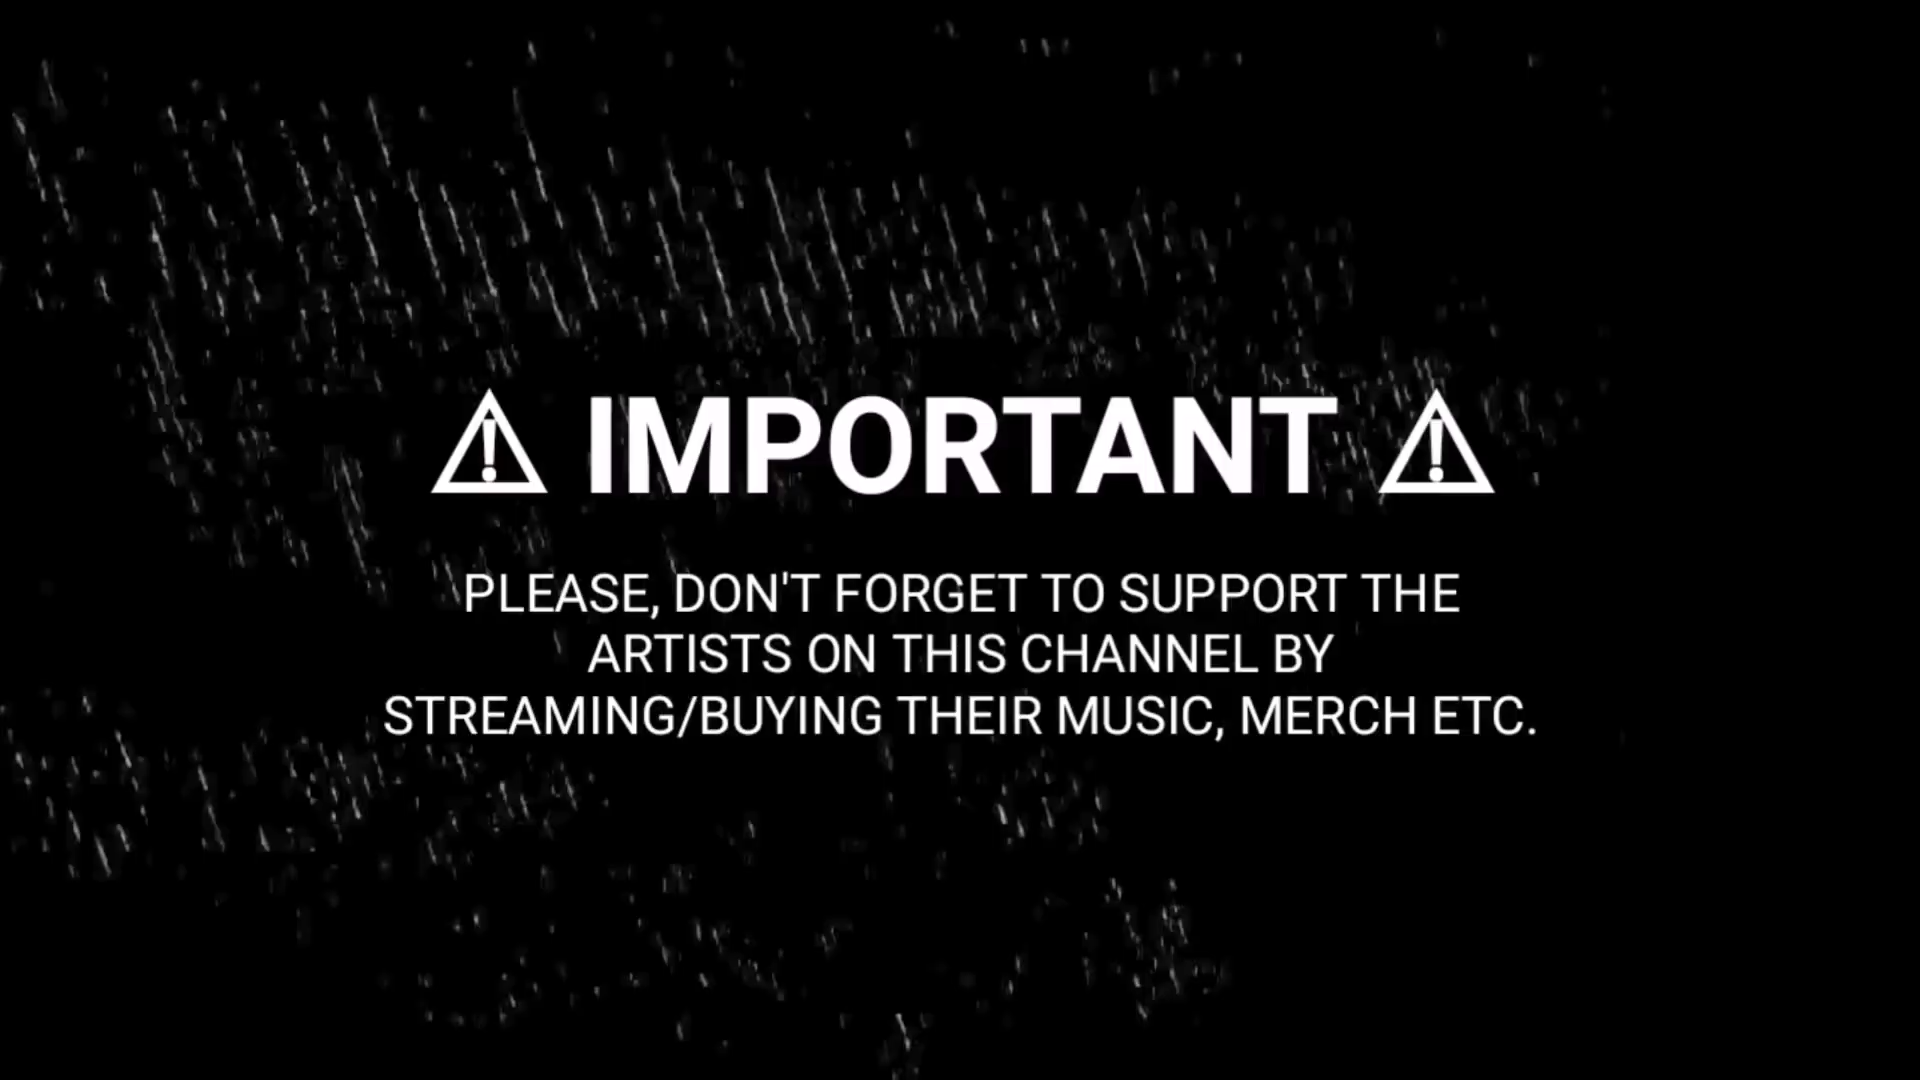 ⚠ IMPORTANT ⚠
PLEASE, DON'T FORGET TO SUPPORT THE
ARTISTS ON THIS CHANNEL BY
STREAMING/BUYING THEIR MUSIC, MERCH ETC.